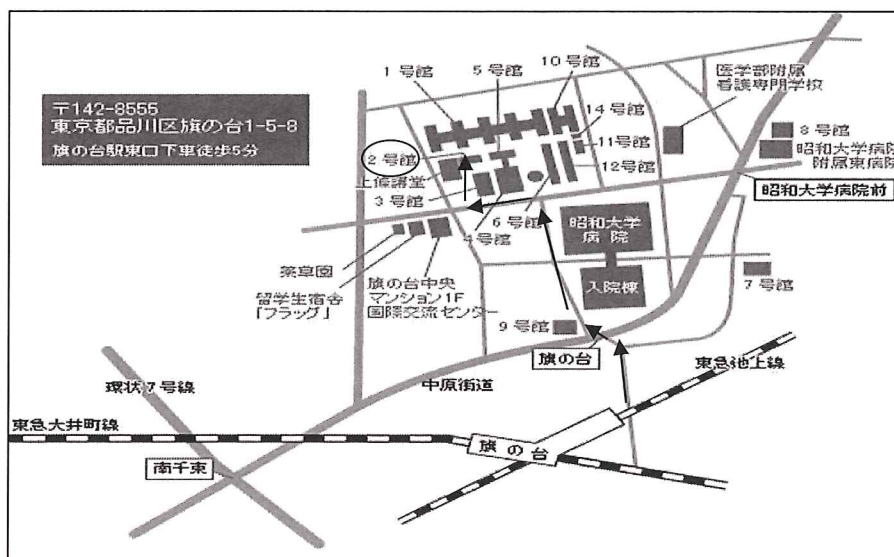 〒142-8555
東京都品川区旗の台1-5-8
旗の台駅東口下車徒歩5分
1号館
5号館
10号館
医学部附属
看護専門学校
14号館
8号館
2号館
11号館
昭和大学病院
附属東病院
上條講堂
12号館
3号館
昭和大学病院前
4号館
6号館
昭和大学
病院
薬草園
旗の台中央
マンション1F
国際交流センター
入院棟
7号館
留学生宿舎
「フラッグ」
9号館
旗の台
東急池上線
環状7号線
中原街道
東急大井町線
旗の台
南千束